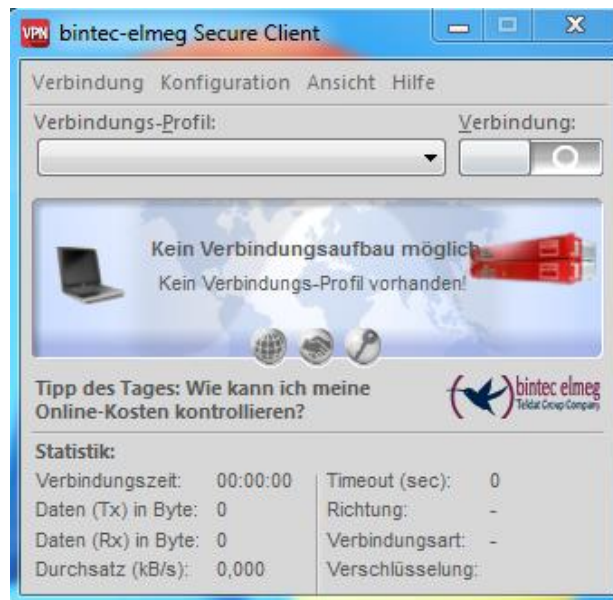 VPN bintec-elmeg Secure Client
Verbindung Konfiguration Ansicht Hilfe
Verbindungs-Profil: Verbindung:
Kein Verbindungsaufbau möglich
Kein Verbindungs-Profil vorhanden!
Tipp des Tages: Wie kann ich meine
Online-Kosten kontrollieren?
bintec elmeg
Teldat Group Company
Statistik:
Verbindungszeit: 00:00:00 Timeout (sec): 0
Daten (Tx) in Byte: 0 Richtung: -
Daten (Rx) in Byte: 0 Verbindungsart: -
Durchsatz (kB/s): 0,000 Verschlüsselung: